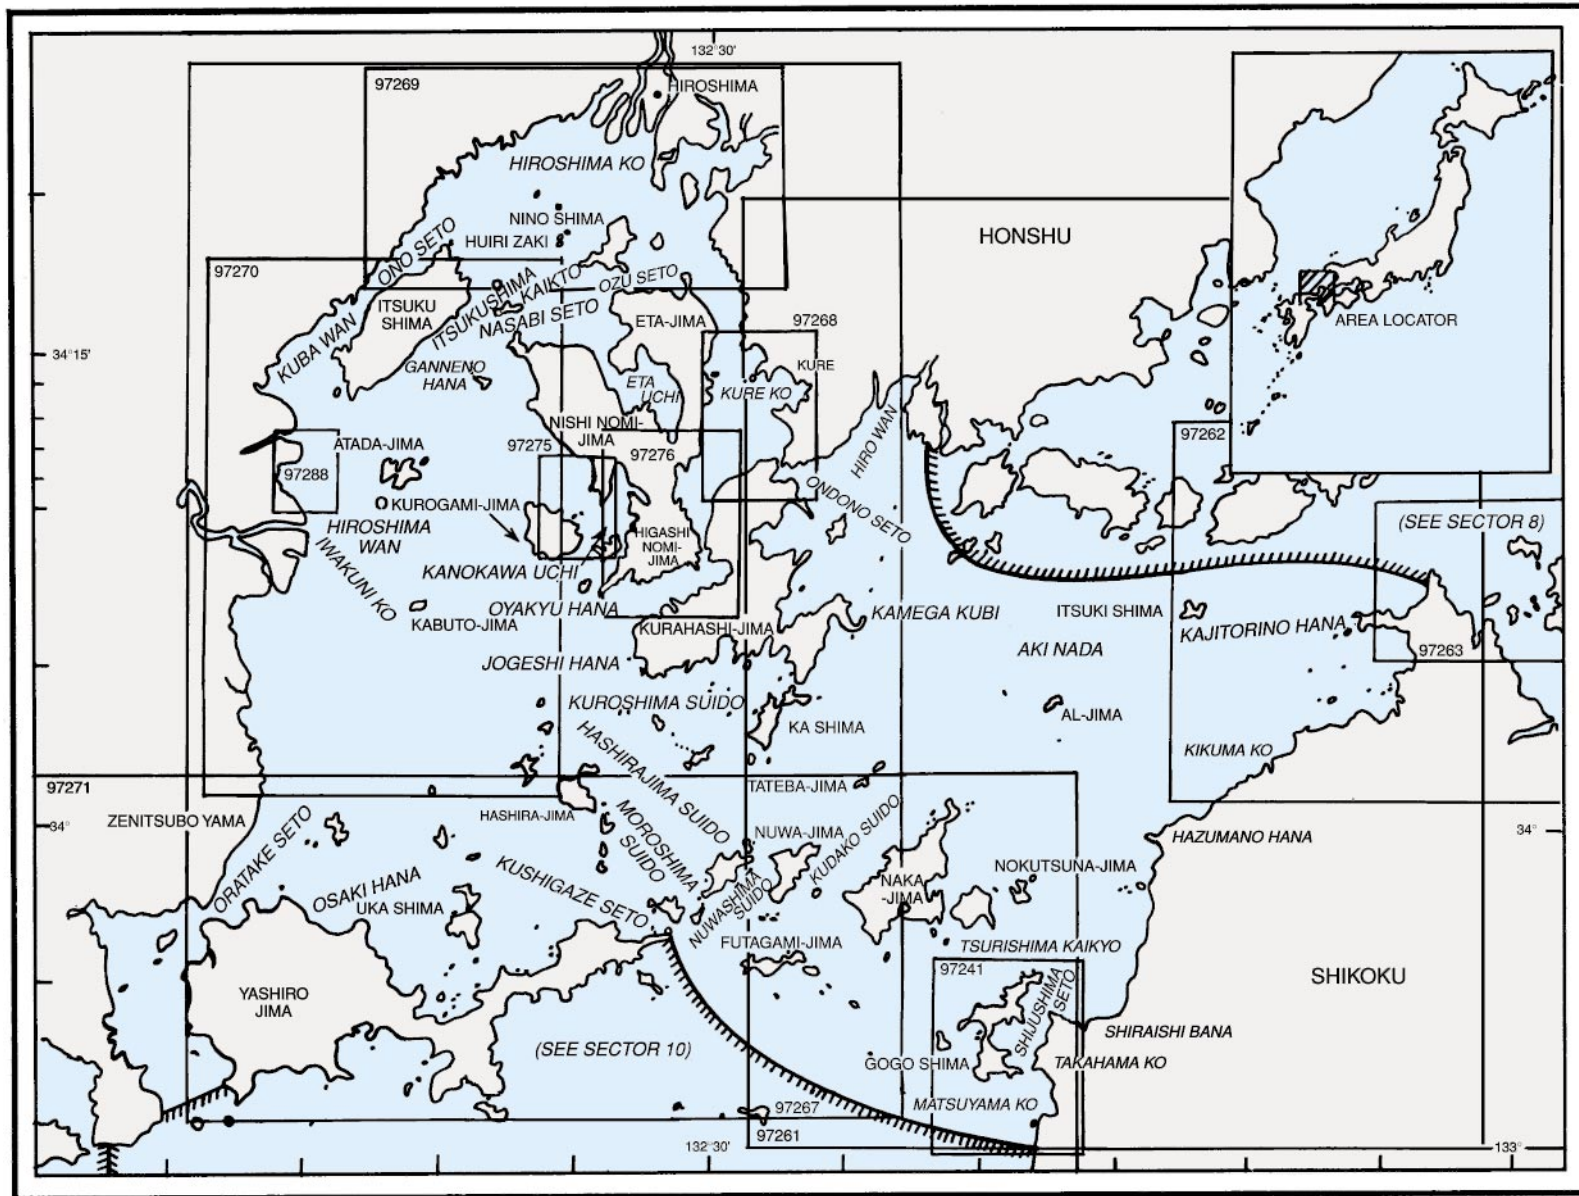 132°30'
97269
HIROSHIMA
HIROSHIMA KO
NINO SHIMA
HUIRI ZAKI
ONO SETO
HONSHU
97270
ITSUKUSHIMA
KAIKTO
OZU SETO
ITSUKU
SHIMA
NASABI SETO
ETA-JIMA
97268
AREA LOCATOR
34°15'
KUBA WAN
GANNENO
HANA
ETA
UCHI
KURE KO
KURE
NISHI NOMI-
JIMA
HIRO WAN
97262
ATADA-JIMA
97275
97276
97288
KUROGAMI-JIMA
ONDONO SETO
HIROSHIMA
WAN
(SEE SECTOR 8)
HIGASHI
NOMI-
JIMA
IWAKUNI KO
KANOKAWA UCHI
OYAKYU HANA
KAMEGA KUBI
ITSUKI SHIMA
KABUTO-JIMA
KURAHASHI-JIMA
KAJITORINO HANA
AKI NADA
97263
JOGESHI HANA
KUROSHIMA SUIDO
AL-JIMA
KA SHIMA
HASHIRAJIMA SUIDO
KIKUMA KO
97271
TATEBA-JIMA
HASHIRA-JIMA
ZENITSUBO YAMA
34°
MOROSHIMA
SUIDO
NUWA-JIMA
KUDAKO SUIDO
HAZUMANO HANA
34°
ORATAKE SETO
OSAKI HANA
KUSHIGAZE SETO
NUWASHIMA
SUIDO
NAKA
-JIMA
NOKUTSUNA-JIMA
UKA SHIMA
FUTAGAMI-JIMA
TSURISHIMA KAIKYO
97241
SHIJUSHIMA
SETO
SHIKOKU
YASHIRO
JIMA
SHIRAISHI BANA
(SEE SECTOR 10)
GOGO SHIMA
TAKAHAMA KO
MATSUYAMA KO
97267
97261
132°30'
133°